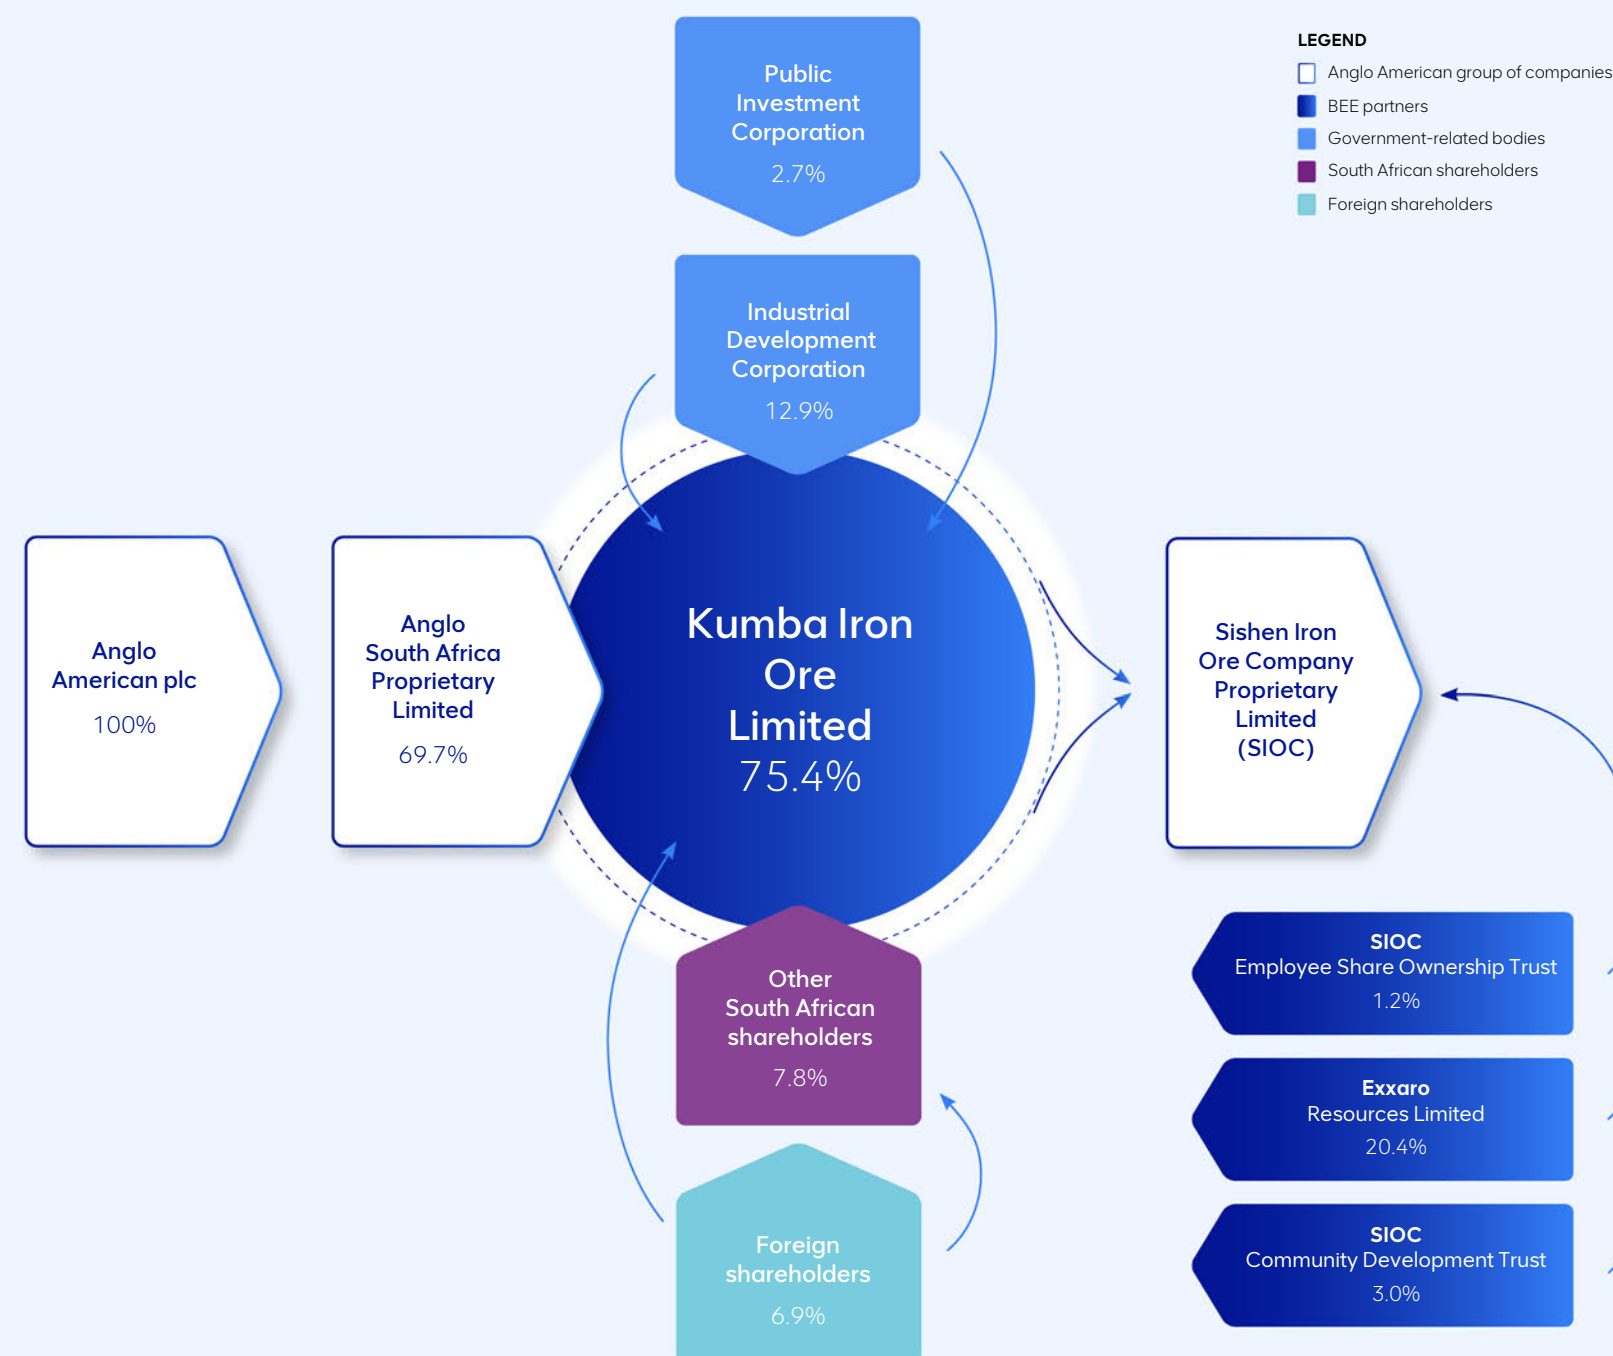 Public
Investment
Corporation
2.7%
LEGEND
Anglo American group of companies
BEE partners
Government-related bodies
South African shareholders
Foreign shareholders
Industrial
Development
Corporation
12.9%
Anglo
American plc
100%
Anglo
South Africa
Proprietary
Limited
69.7%
Kumba Iron
Ore
Limited
75.4%
Sishen Iron
Ore Company
Proprietary
Limited
(SIOC)
Other
South African
shareholders
7.8%
Foreign
shareholders
6.9%
SIOC
Employee Share Ownership Trust
1.2%
Exxaro
Resources Limited
20.4%
SIOC
Community Development Trust
3.0%